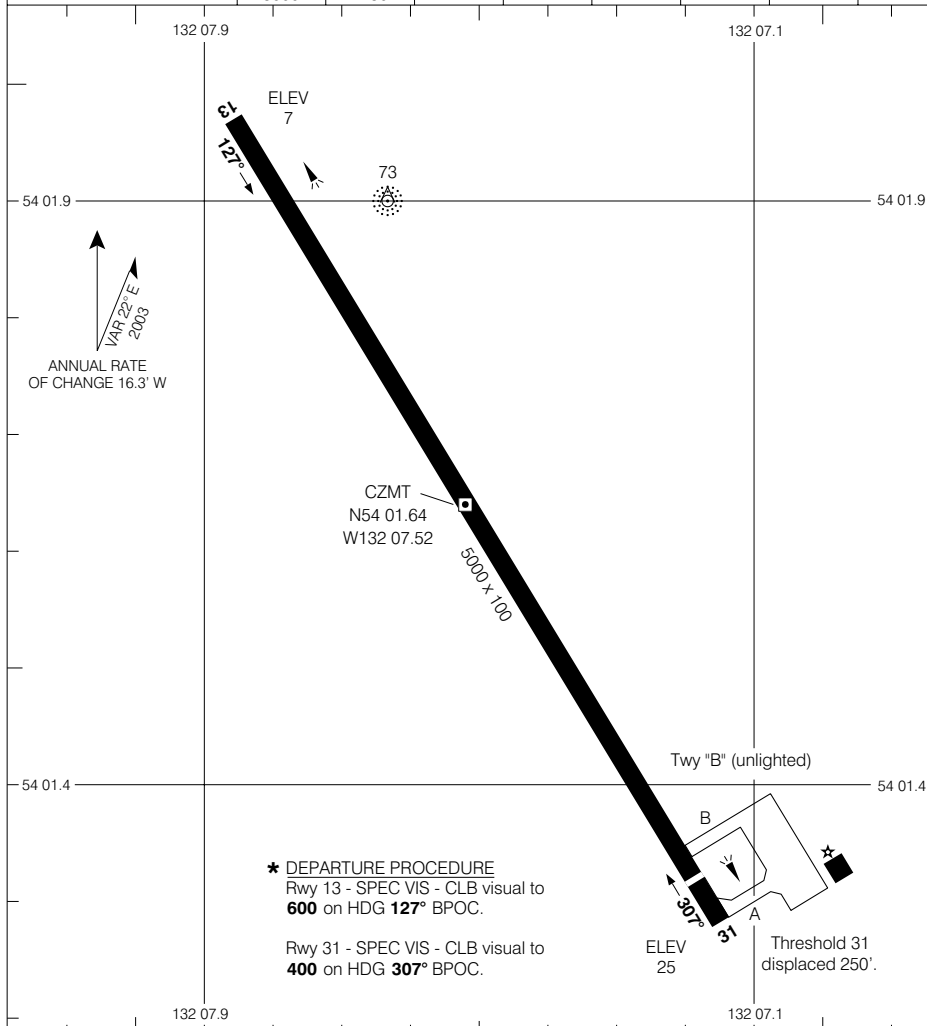 132 07.9
132 07.1
13
ELEV
7
127°
73
A
54 01.9
54 01.9
VAR 22° E
2003
ANNUAL RATE
OF CHANGE 16.3' W
CZMT
N54 01.64
W132 07.52
5000 x 100
Twy "B" (unlighted)
54 01.4
54 01.4
B
* DEPARTURE PROCEDURE
Rwy 13 - SPEC VIS - CLB visual to
600 on HDG 127° BPOC.
Rwy 31 - SPEC VIS - CLB visual to
400 on HDG 307° BPOC.
307°
31
A
ELEV
25
Threshold 31
displaced 250'.
132 07.9
132 07.1